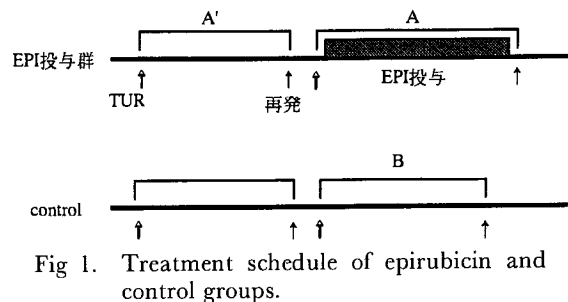 A' A
EPI投与群
TUR 再発 EPI投与
B
control
Fig 1. Treatment schedule of epirubicin and
control groups.